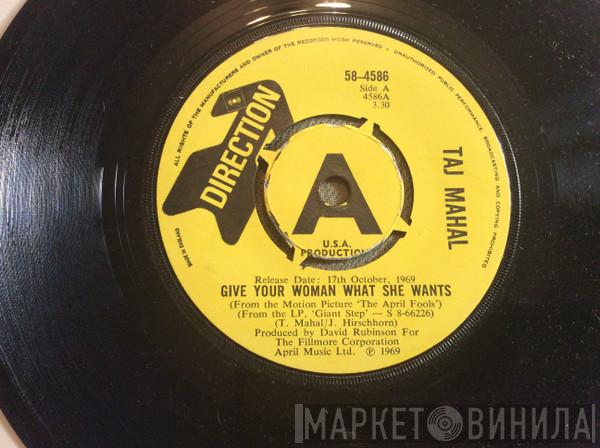 ALL RIGHTS OF THE MANUFACTURERS AND OWNER OF THE RECORDED WORK RESERVED • UNAUTHORIZED PUBLIC PERFORMANCE, BROADCASTING AND COPYING PROHIBITED
58-4586
Side A
4586A
3.30
DIRECTION
TAJ MAHAL
A
U.S.A.
PRODUCTION
MADE IN ENGLAND
Release Date: 17th October, 1969
GIVE YOUR WOMAN WHAT SHE WANTS
(From the Motion Picture 'The April Fools')
(From the LP, 'Giant Step' — S 8-66226)
(T. Mahal/J. Hirschhorn)
Produced by David Rubinson For
The Fillmore Corporation
April Music Ltd. ℗ 1969
МАРКЕТ ВИНИЛА